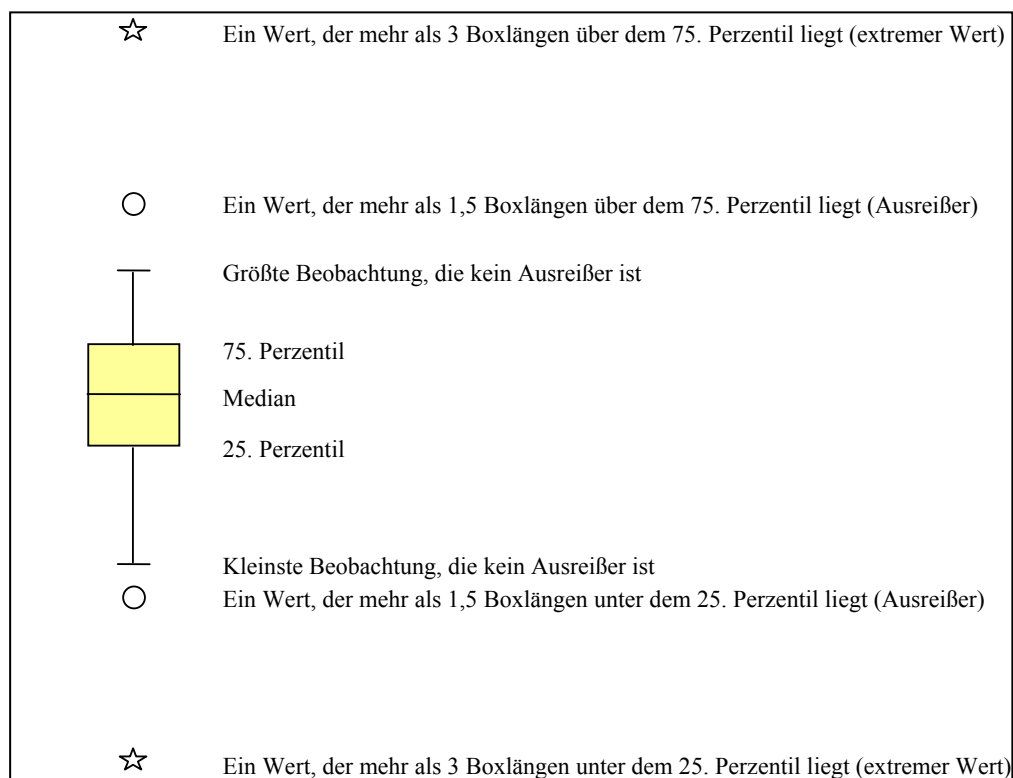 Ein Wert, der mehr als 3 Boxlängen über dem 75. Perzentil liegt (extremer Wert)
Ein Wert, der mehr als 1,5 Boxlängen über dem 75. Perzentil liegt (Ausreißer)
Größte Beobachtung, die kein Ausreißer ist
75. Perzentil
Median
25. Perzentil
Kleinste Beobachtung, die kein Ausreißer ist
Ein Wert, der mehr als 1,5 Boxlängen unter dem 25. Perzentil liegt (Ausreißer)
Ein Wert, der mehr als 3 Boxlängen unter dem 25. Perzentil liegt (extremer Wert)